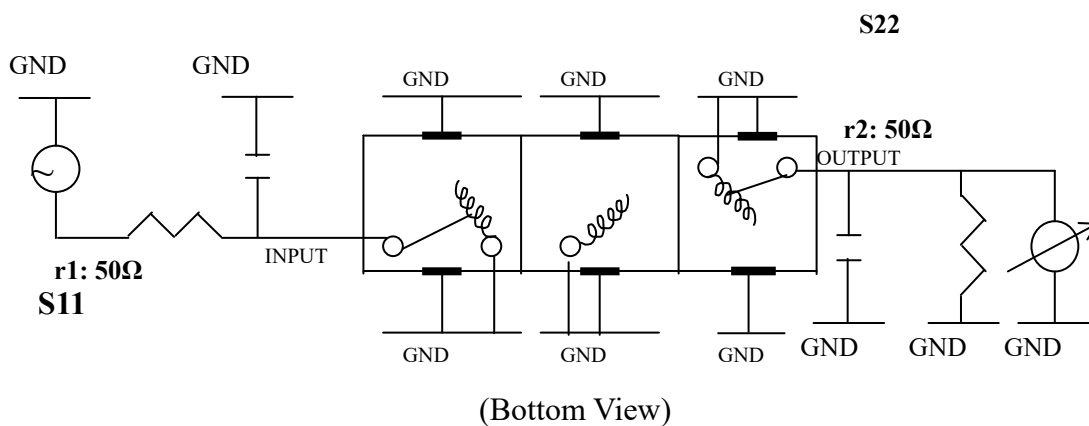 S22
GND
GND
GND
GND
GND
r2: 50Ω
OUTPUT
~
INPUT
r1: 50Ω
S11
GND
GND
GND
GND
GND
GND
(Bottom View)